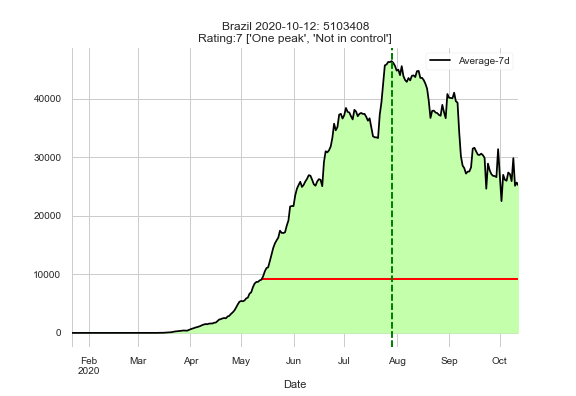 Brazil 2020-10-12: 5103408
Rating:7 ['One peak', 'Not in control']
Average-7d
40000
30000
20000
10000
0
Feb Mar Apr May Jun Jul Aug Sep Oct
2020
Date